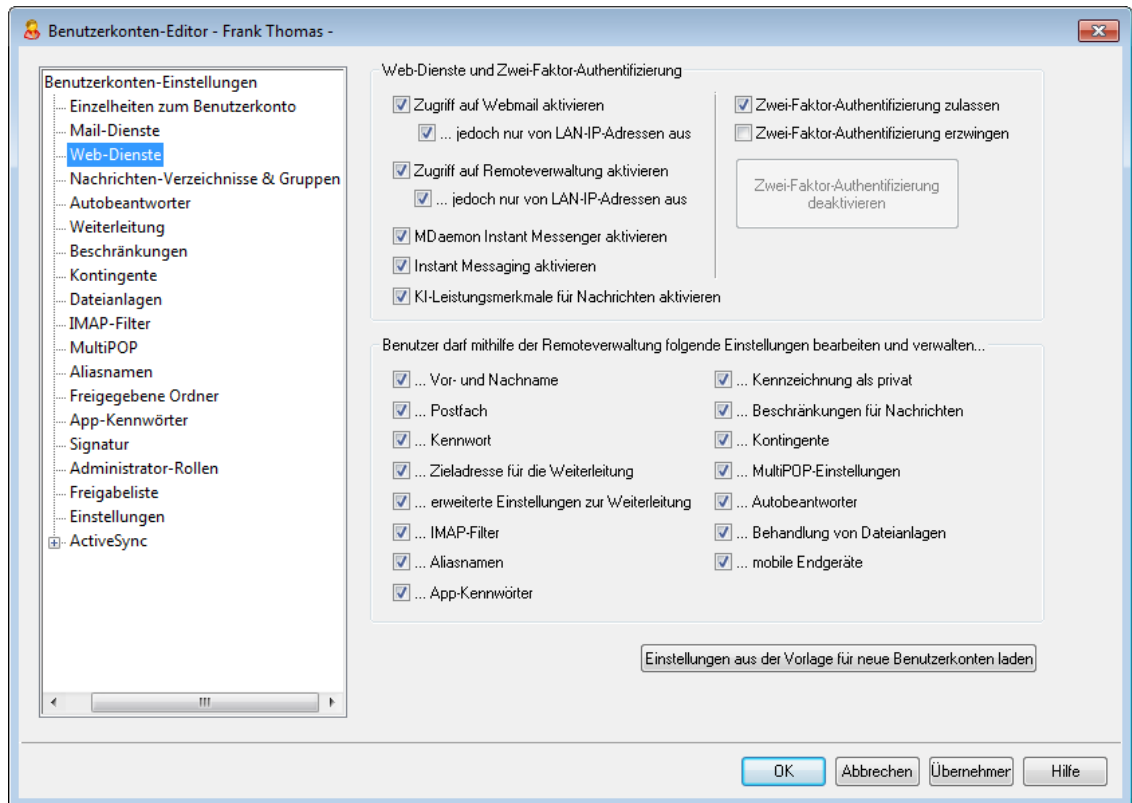 Benutzerkonten-Editor - Frank Thomas -
Benutzerkonten-Einstellungen
Einzelheiten zum Benutzerkonto
Mail-Dienste
Web-Dienste
Nachrichten-Verzeichnisse & Gruppen
Autobeantworter
Weiterleitung
Beschränkungen
Kontingente
Dateianlagen
IMAP-Filter
MultiPOP
Aliasnamen
Freigegebene Ordner
App-Kennwörter
Signatur
Administrator-Rollen
Freigabeliste
Einstellungen
ActiveSync
Web-Dienste und Zwei-Faktor-Authentifizierung
Zugriff auf Webmail aktivieren
... jedoch nur von LAN-IP-Adressen aus
Zugriff auf Remoteverwaltung aktivieren
... jedoch nur von LAN-IP-Adressen aus
MDaemon Instant Messenger aktivieren
Instant Messaging aktivieren
KI-Leistungsmerkmale für Nachrichten aktivieren
Zwei-Faktor-Authentifizierung zulassen
Zwei-Faktor-Authentifizierung erzwingen
Zwei-Faktor-Authentifizierung
deaktivieren
Benutzer darf mithilfe der Remoteverwaltung folgende Einstellungen bearbeiten und verwalten...
... Vor- und Nachname
... Postfach
... Kennwort
... Zieladresse für die Weiterleitung
... erweiterte Einstellungen zur Weiterleitung
... IMAP-Filter
... Aliasnamen
... App-Kennwörter
... Kennzeichnung als privat
... Beschränkungen für Nachrichten
... Kontingente
... MultiPOP-Einstellungen
... Autobeantworter
... Behandlung von Dateianlagen
... mobile Endgeräte
Einstellungen aus der Vorlage für neue Benutzerkonten laden
OK
Abbrechen
Übernehmer
Hilfe